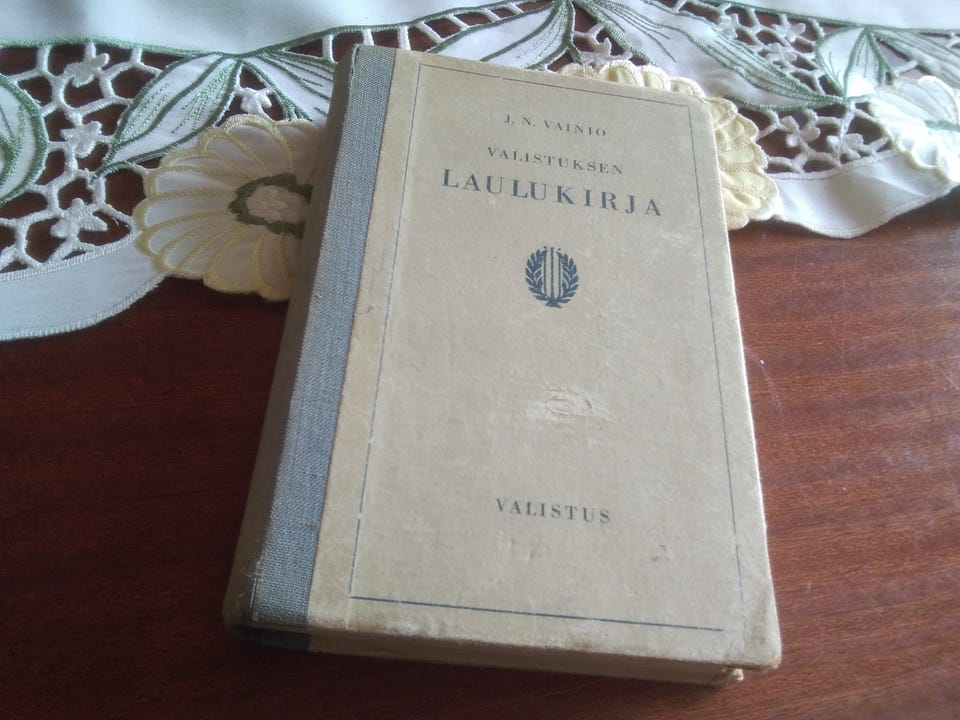 J. N. VAINIO
VALISTUKSEN
LAULUKIRJA
VALISTUS